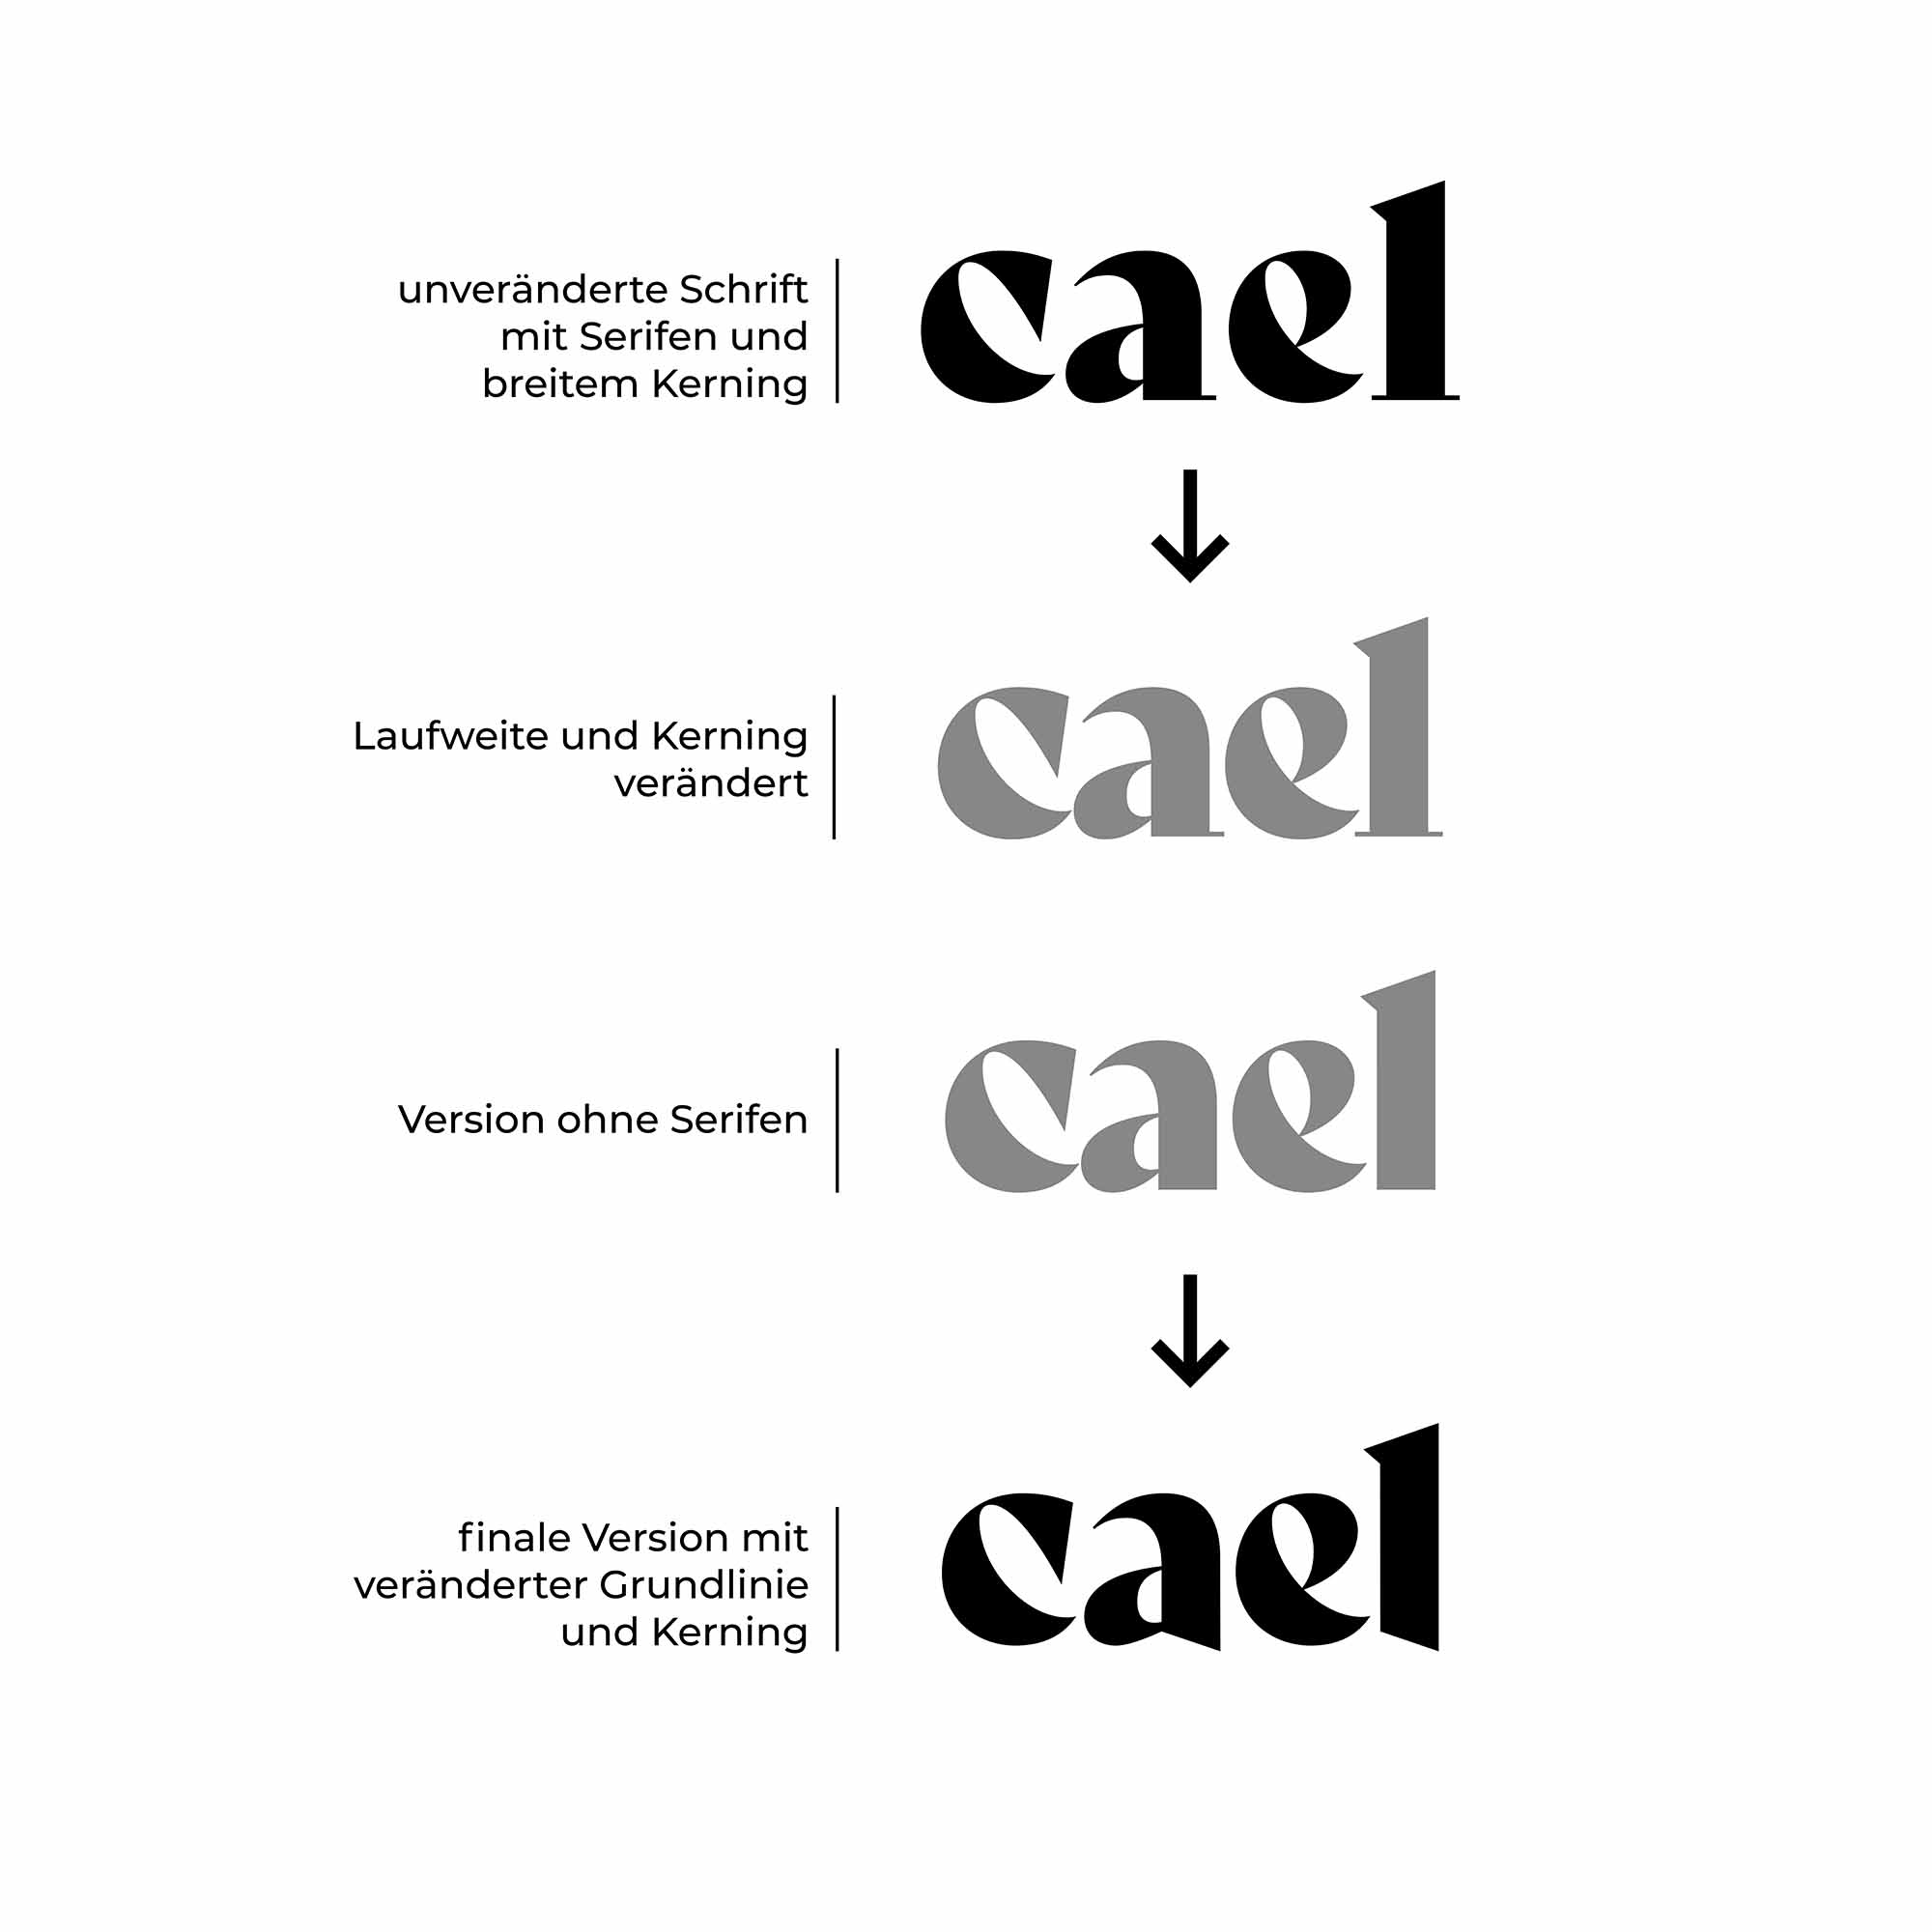 unveränderte Schrift
mit Serifen und
breitem Kerning
cael
Laufweite und Kerning
verändert
cael
Version ohne Serifen
cael
finale Version mit
veränderter Grundlinie
und Kerning
cael